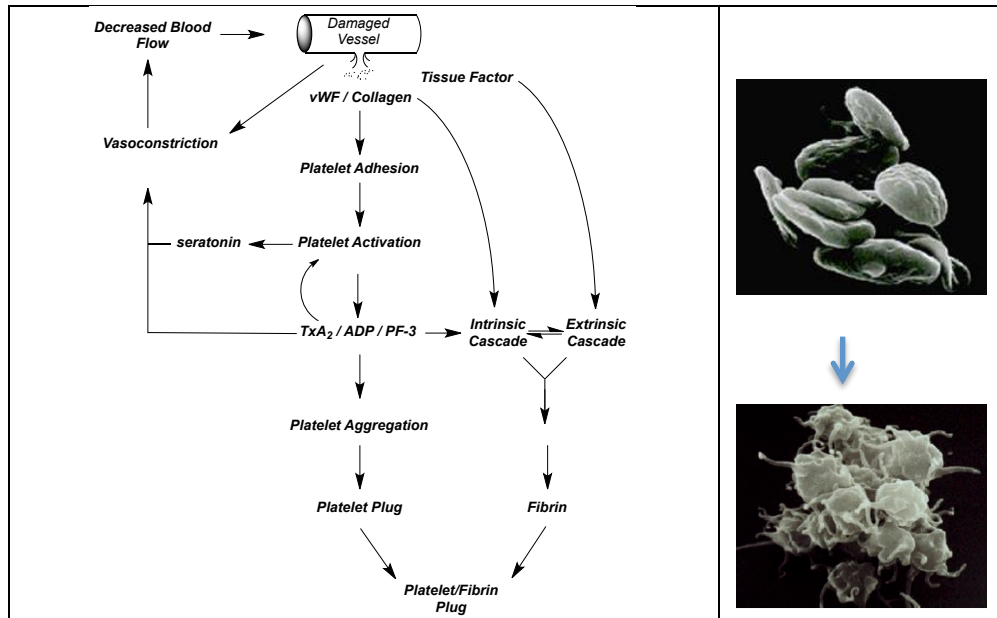 Decreased Blood
Flow
Damaged
Vessel
Tissue Factor
vWF / Collagen
Vasoconstriction
Platelet Adhesion
seratonin
Platelet Activation
TxA₂ / ADP / PF-3
Intrinsic
Cascade
Extrinsic
Cascade
Platelet Aggregation
Platelet Plug
Fibrin
Platelet/Fibrin
Plug